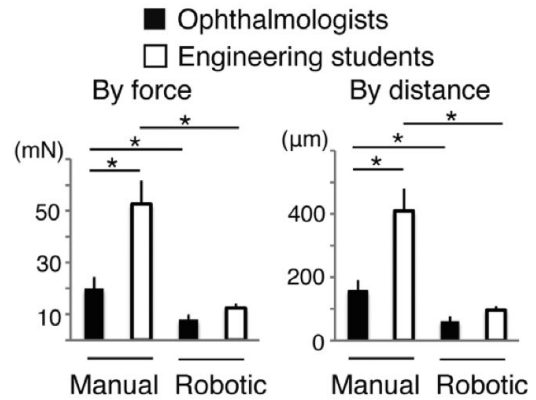 Ophthalmologists
Engineering students
By force
(mN)
50
30
10
*
*
*
Manual Robotic
By distance
(μm)
400
200
0
*
*
*
Manual Robotic